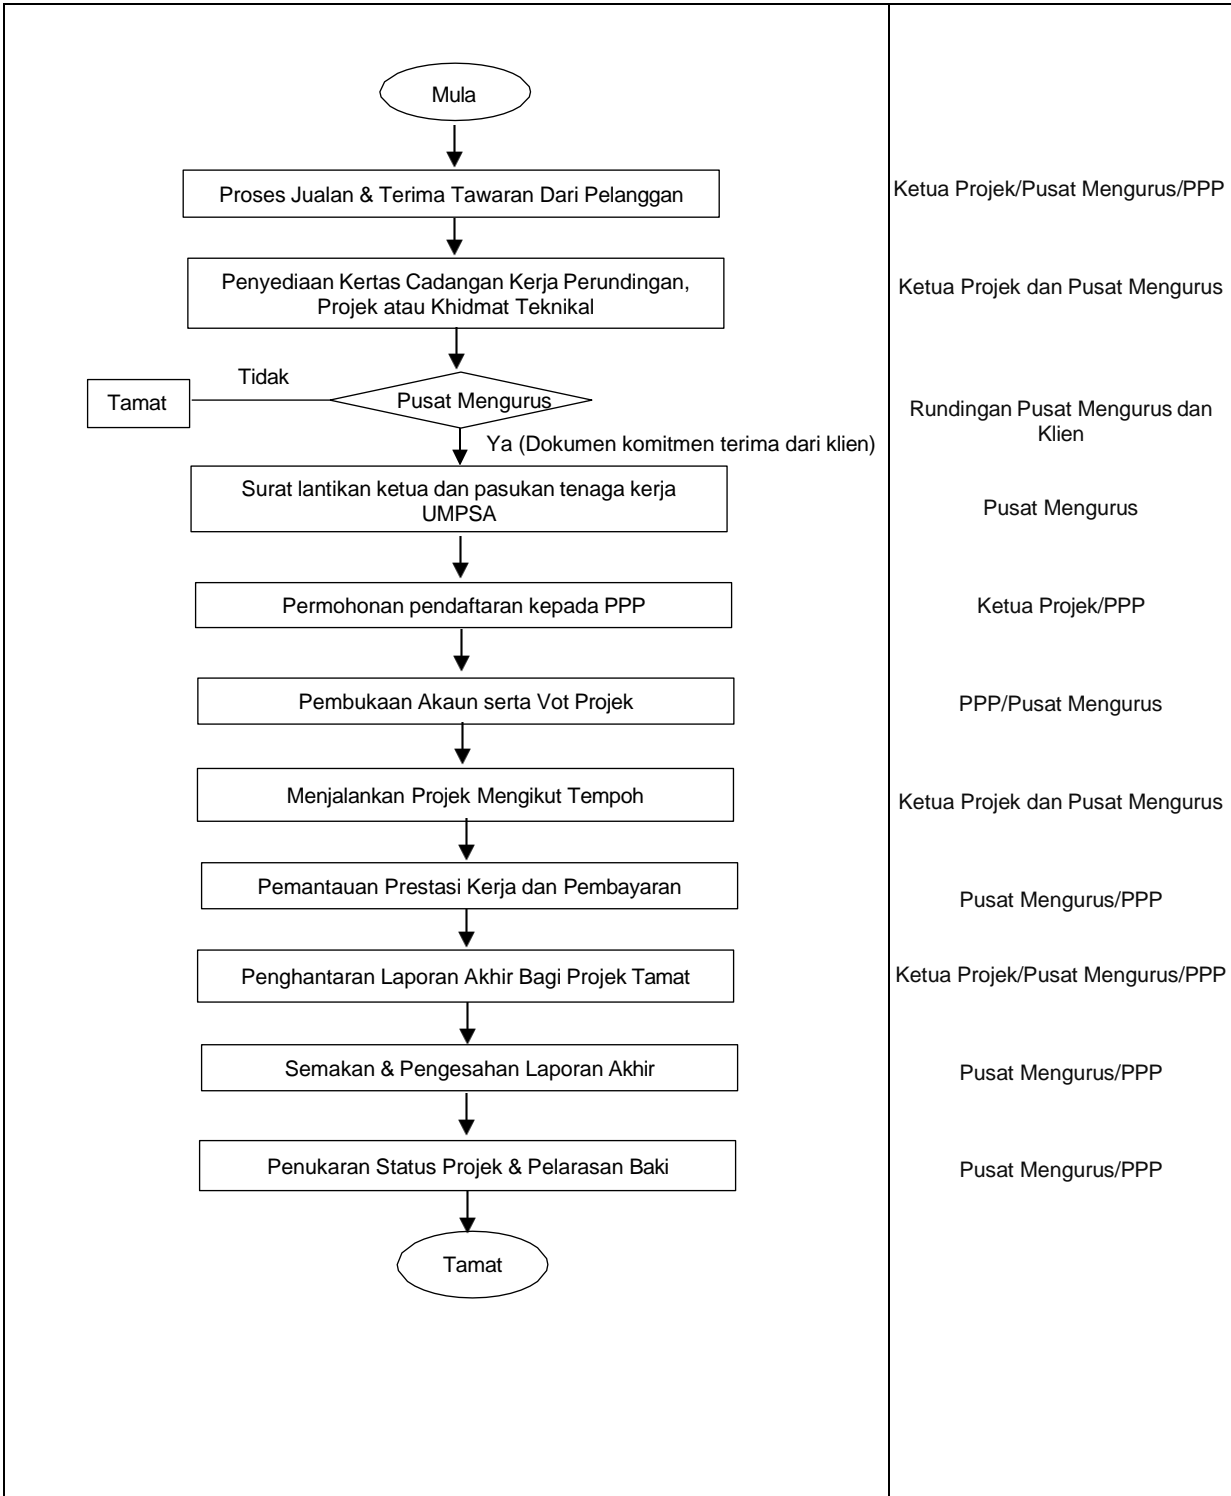 Mula
Proses Jualan & Terima Tawaran Dari Pelanggan
Ketua Projek/Pusat Mengurus/PPP
Penyediaan Kertas Cadangan Kerja Perundingan,
Projek atau Khidmat Teknikal
Ketua Projek dan Pusat Mengurus
Tidak
Tamat
Pusat Mengurus
Rundingan Pusat Mengurus dan
Klien
Ya (Dokumen komitmen terima dari klien)
Surat lantikan ketua dan pasukan tenaga kerja
UMPSA
Pusat Mengurus
Permohonan pendaftaran kepada PPP
Ketua Projek/PPP
Pembukaan Akaun serta Vot Projek
PPP/Pusat Mengurus
Menjalankan Projek Mengikut Tempoh
Ketua Projek dan Pusat Mengurus
Pemantauan Prestasi Kerja dan Pembayaran
Pusat Mengurus/PPP
Penghantaran Laporan Akhir Bagi Projek Tamat
Ketua Projek/Pusat Mengurus/PPP
Semakan & Pengesahan Laporan Akhir
Pusat Mengurus/PPP
Penukaran Status Projek & Pelarasan Baki
Pusat Mengurus/PPP
Tamat